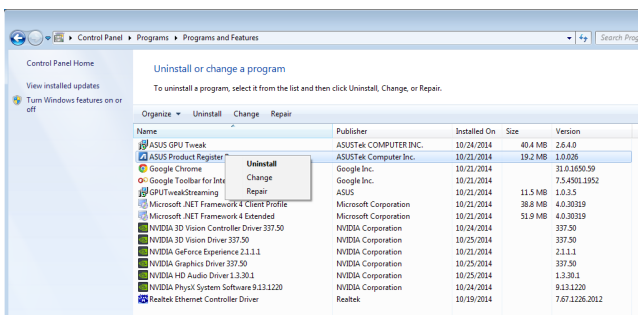 Control Panel ▸ Programs ▸ Programs and Features
Search Prog
Control Panel Home
View installed updates
Turn Windows features on or
off
Uninstall or change a program
To uninstall a program, select it from the list and then click Uninstall, Change, or Repair.
Organize Uninstall Change Repair
Name Publisher Installed On Size Version
ASUS GPU Tweak ASUSTek COMPUTER INC. 10/24/2014 40.4 MB 2.6.4.0
ASUS Product Register ASUSTek Computer Inc. 10/21/2014 19.2 MB 1.0.026
Google Chrome Google Inc. 10/21/2014 31.0.1650.59
Google Toolbar for Inte Google Inc. 10/21/2014 7.5.4501.1952
GPUTweakStreaming ASUS 10/21/2014 11.5 MB 1.0.3.5
Microsoft .NET Framework 4 Client Profile Microsoft Corporation 10/21/2014 38.8 MB 4.0.30319
Microsoft .NET Framework 4 Extended Microsoft Corporation 10/21/2014 51.9 MB 4.0.30319
NVIDIA 3D Vision Controller Driver 337.50 NVIDIA Corporation 10/24/2014 337.50
NVIDIA 3D Vision Driver 337.50 NVIDIA Corporation 10/25/2014 337.50
NVIDIA GeForce Experience 2.1.1.1 NVIDIA Corporation 10/21/2014 2.1.1.1
NVIDIA Graphics Driver 337.50 NVIDIA Corporation 10/25/2014 337.50
NVIDIA HD Audio Driver 1.3.30.1 NVIDIA Corporation 10/25/2014 1.3.30.1
NVIDIA PhysX System Software 9.13.1220 NVIDIA Corporation 10/24/2014 9.13.1220
Realtek Ethernet Controller Driver Realtek 10/19/2014 7.67.1226.2012
Uninstall
Change
Repair